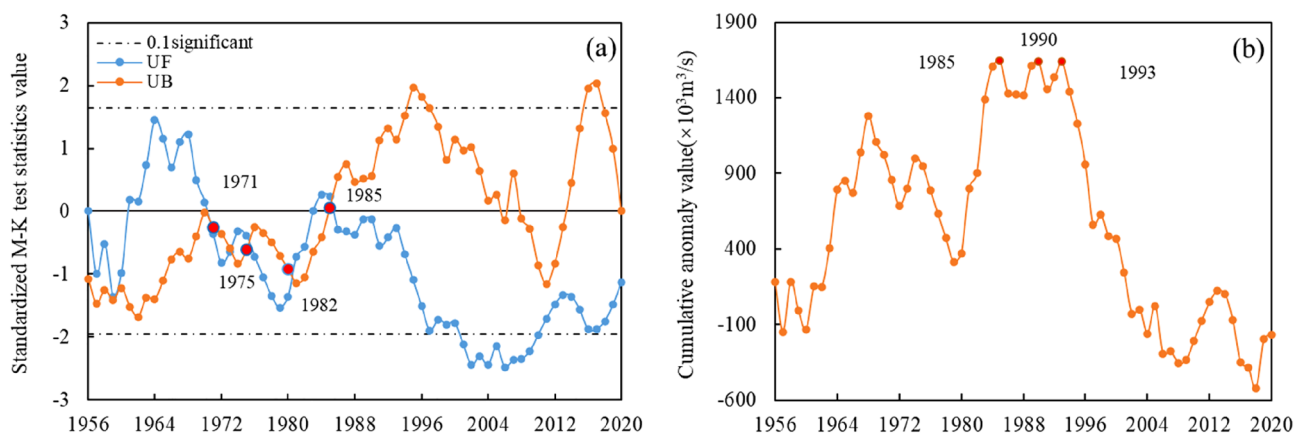 Standardized M-K test statistics value
3
2
1
0
-1
-2
-3
0.1significant
UF
UB
(a)
1971
1985
1975
1982
1956 1964 1972 1980 1988 1996 2004 2012 2020
Cumulative anomaly value(×10³m³/s)
1900
1400
900
400
-100
-600
(b)
1990
1985
1993
1956 1964 1972 1980 1988 1996 2004 2012 2020